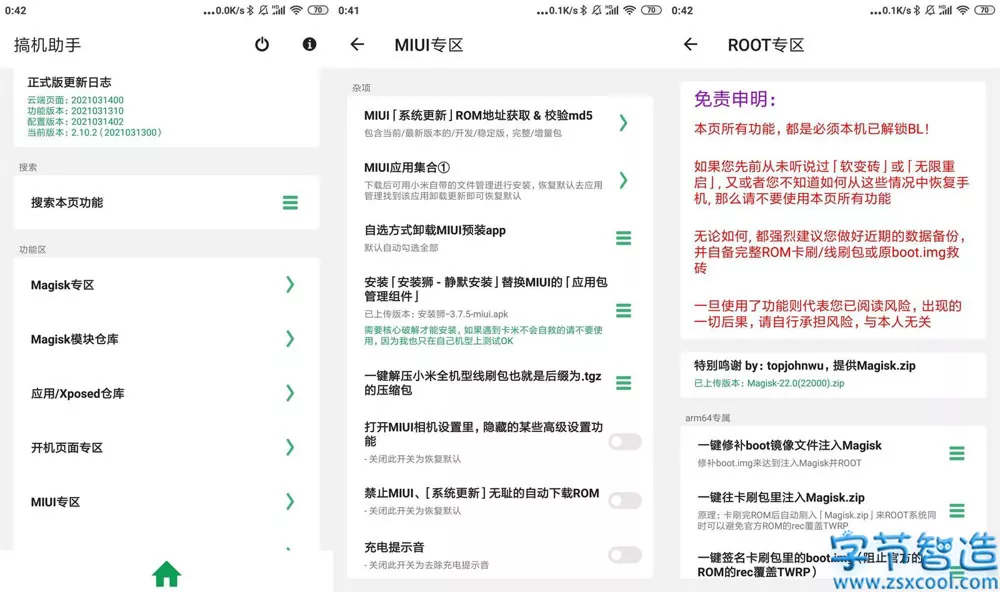 0:42
...0.0K/s
HD
70
搞机助手
正式版更新日志
云端页面: 2021031400
功能版本: 2021031310
配置版本: 2021031402
当前版本: 2.10.2 (2021031300)
搜索
搜索本页功能
功能区
Magisk专区
Magisk模块仓库
应用/Xposed仓库
开机页面专区
MIUI专区
0:41
...0.1K/s
HD
70
MIUI专区
杂项
MIUI「系统更新」ROM地址获取 & 校验md5
包含当前/最新版本的/开发/稳定版，完整/增量包
MIUI应用集合①
下载后可用小米自带的文件管理进行安装，恢复默认去应用
管理找到该应用卸载更新即可恢复默认
自选方式卸载MIUI预装app
默认自动勾选全部
安装「安装狮 - 静默安装」替换MIUI的「应用包
管理组件」
已上传版本: 安装狮-3.7.5-miui.apk
需要核心破解才能安装，如果遇到卡米不会自救的请不要使
用，因为我也只在自己机型上测试OK
一键解压小米全机型线刷包也就是后缀为.tgz
的压缩包
打开MIUI相机设置里，隐藏的某些高级设置功
能
- 关闭此开关为恢复默认
禁止MIUI、「系统更新」无耻的自动下载ROM
- 关闭此开关为恢复默认
充电提示音
- 关闭此开关为去除充电提示音
0:42
...0.1K/s
HD
70
ROOT专区
免责申明:
本页所有功能，都是必须本机已解锁BL!
如果您先前从未听说过「软变砖」或「无限重
启」，又或者您不知道如何从这些情况中恢复手
机，那么请不要使用本页所有功能
无论如何，都强烈建议您做好近期的数据备份，
并自备完整ROM卡刷/线刷包或原boot.img救
砖
一旦使用了功能则代表您已阅读风险，出现的
一切后果，请自行承担风险，与本人无关
特别鸣谢 by: topjohnwu，提供Magisk.zip
已上传版本: Magisk-22.0(22000).zip
arm64专属
一键修补boot镜像文件注入Magisk
修补boot.img来达到注入Magisk并ROOT
一键往卡刷包里注入Magisk.zip
原理: 卡刷完ROM后自动刷入「Magisk.zip」来ROOT系统同
时可以避免官方ROM的rec覆盖TWRP
一键签名卡刷包里的boot.img (阻止官方的
ROM的rec覆盖TWRP)
字节智造
www.zsxcool.com